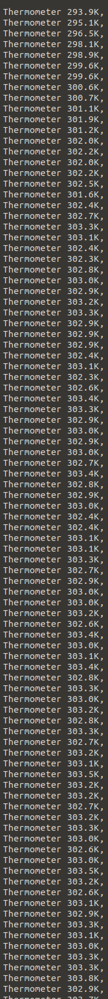 Thermometer 293.9K,
Thermometer 295.1K,
Thermometer 296.5K,
Thermometer 298.1K,
Thermometer 298.9K,
Thermometer 299.6K,
Thermometer 299.6K,
Thermometer 300.6K,
Thermometer 300.7K,
Thermometer 301.1K,
Thermometer 301.9K,
Thermometer 301.2K,
Thermometer 302.0K,
Thermometer 302.2K,
Thermometer 302.0K,
Thermometer 302.2K,
Thermometer 302.5K,
Thermometer 301.6K,
Thermometer 302.4K,
Thermometer 302.7K,
Thermometer 303.3K,
Thermometer 303.1K,
Thermometer 302.4K,
Thermometer 302.3K,
Thermometer 302.8K,
Thermometer 303.0K,
Thermometer 302.9K,
Thermometer 303.2K,
Thermometer 303.3K,
Thermometer 302.9K,
Thermometer 302.9K,
Thermometer 302.9K,
Thermometer 302.4K,
Thermometer 303.1K,
Thermometer 302.3K,
Thermometer 302.6K,
Thermometer 303.4K,
Thermometer 303.3K,
Thermometer 302.9K,
Thermometer 303.0K,
Thermometer 302.9K,
Thermometer 303.0K,
Thermometer 302.7K,
Thermometer 303.4K,
Thermometer 302.8K,
Thermometer 302.9K,
Thermometer 303.0K,
Thermometer 302.4K,
Thermometer 302.4K,
Thermometer 303.1K,
Thermometer 303.1K,
Thermometer 303.3K,
Thermometer 302.7K,
Thermometer 302.9K,
Thermometer 303.0K,
Thermometer 303.0K,
Thermometer 303.2K,
Thermometer 302.6K,
Thermometer 303.4K,
Thermometer 303.0K,
Thermometer 303.1K,
Thermometer 303.4K,
Thermometer 302.8K,
Thermometer 303.3K,
Thermometer 303.0K,
Thermometer 303.2K,
Thermometer 302.8K,
Thermometer 303.3K,
Thermometer 302.7K,
Thermometer 303.2K,
Thermometer 303.1K,
Thermometer 303.5K,
Thermometer 303.2K,
Thermometer 303.2K,
Thermometer 302.7K,
Thermometer 303.2K,
Thermometer 303.3K,
Thermometer 303.0K,
Thermometer 302.6K,
Thermometer 303.0K,
Thermometer 303.5K,
Thermometer 303.2K,
Thermometer 302.6K,
Thermometer 303.1K,
Thermometer 302.9K,
Thermometer 303.3K,
Thermometer 303.1K,
Thermometer 303.0K,
Thermometer 303.3K,
Thermometer 303.3K,
Thermometer 303.8K,
Thermometer 302.9K,
Thermometer